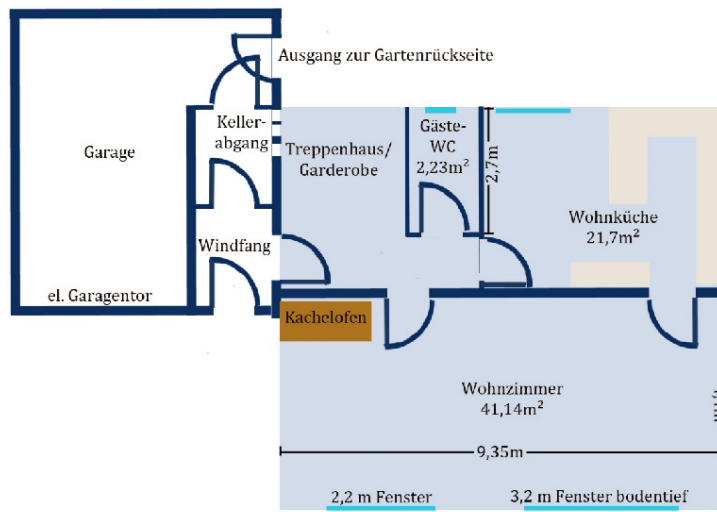 Ausgang zur Gartenrückseite
Keller-
abgang
Garage
Treppenhaus/
Garderobe
Gäste-
WC
2,23m²
2,7m
Wohnküche
21,7m²
Windfang
el. Garagentor
Kachelofen
Wohnzimmer
41,14m²
9,35m
2,2 m Fenster
3,2 m Fenster bodentief